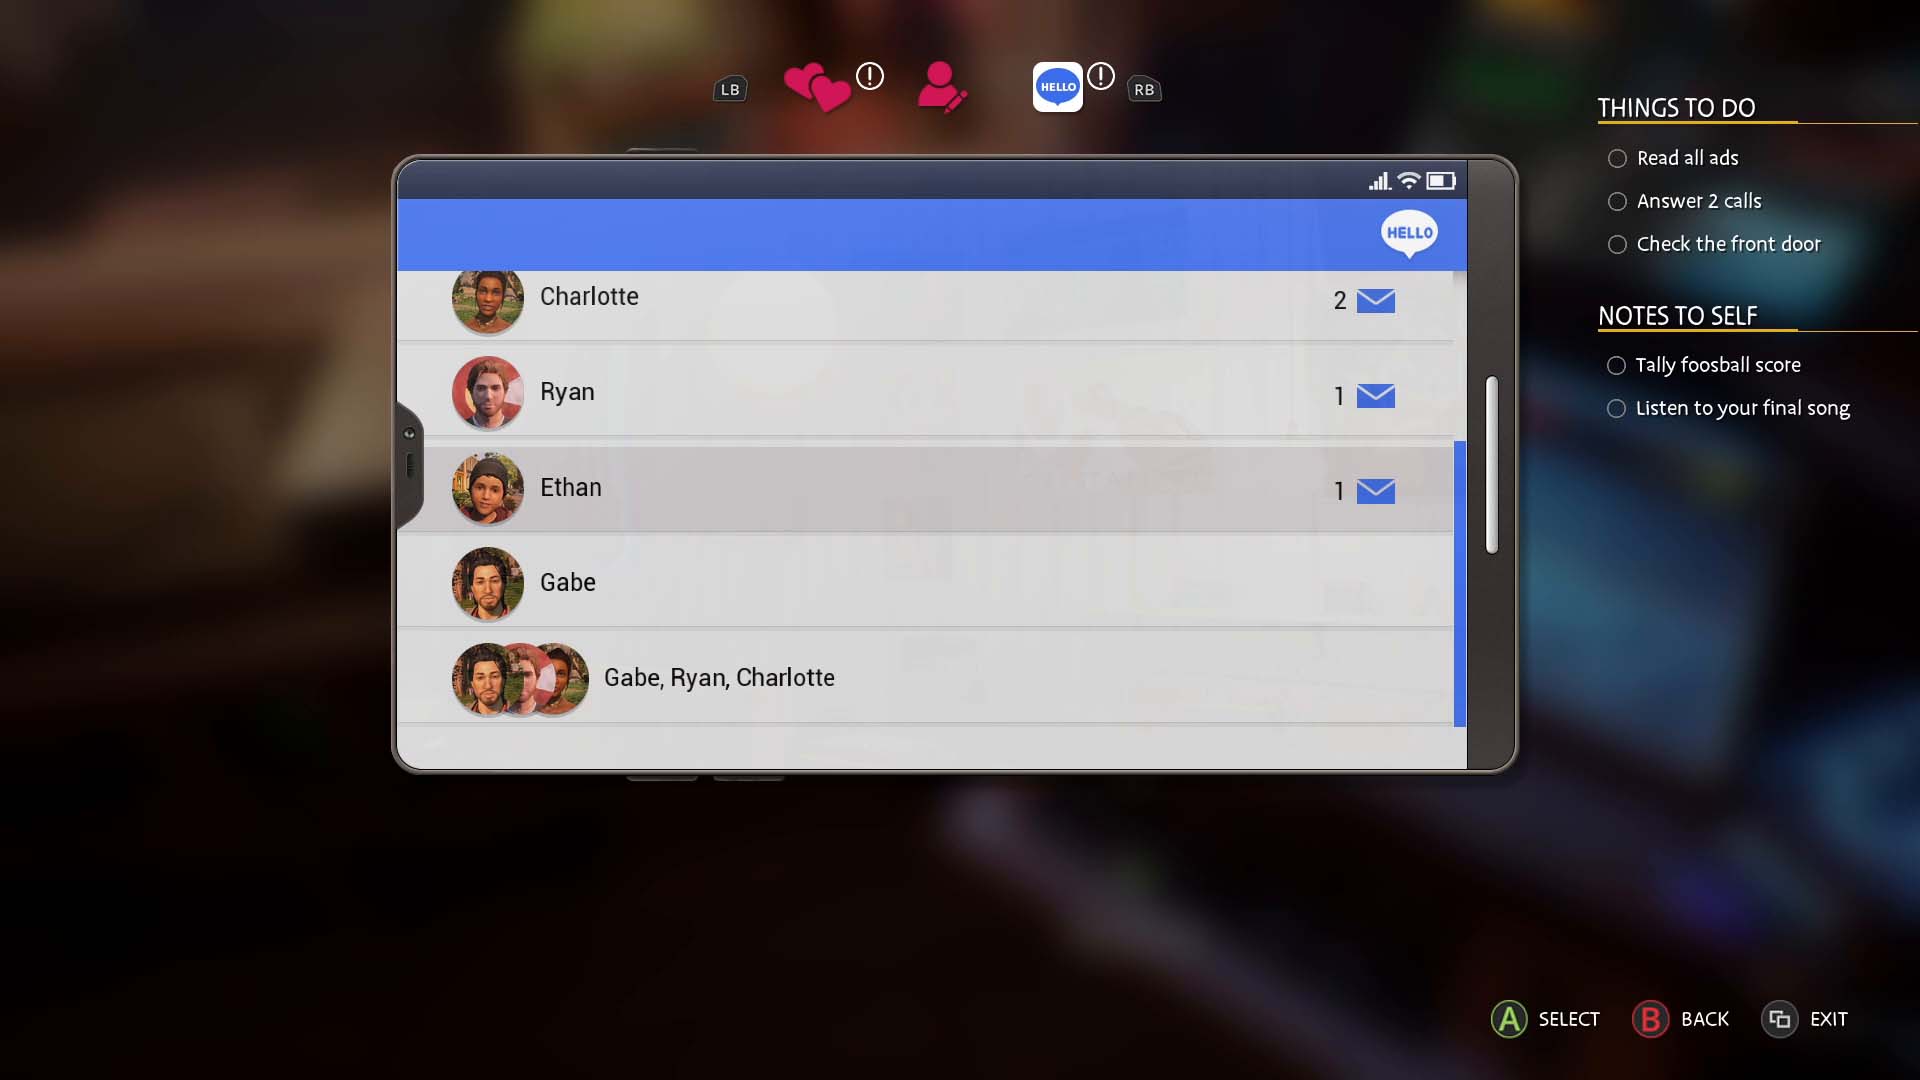 LB
HELLO
RB
THINGS TO DO
Read all ads
Answer 2 calls
Check the front door
NOTES TO SELF
Tally foosball score
Listen to your final song
HELLO
Charlotte 2
Ryan 1
Ethan 1
Gabe
Gabe, Ryan, Charlotte
A SELECT B BACK EXIT